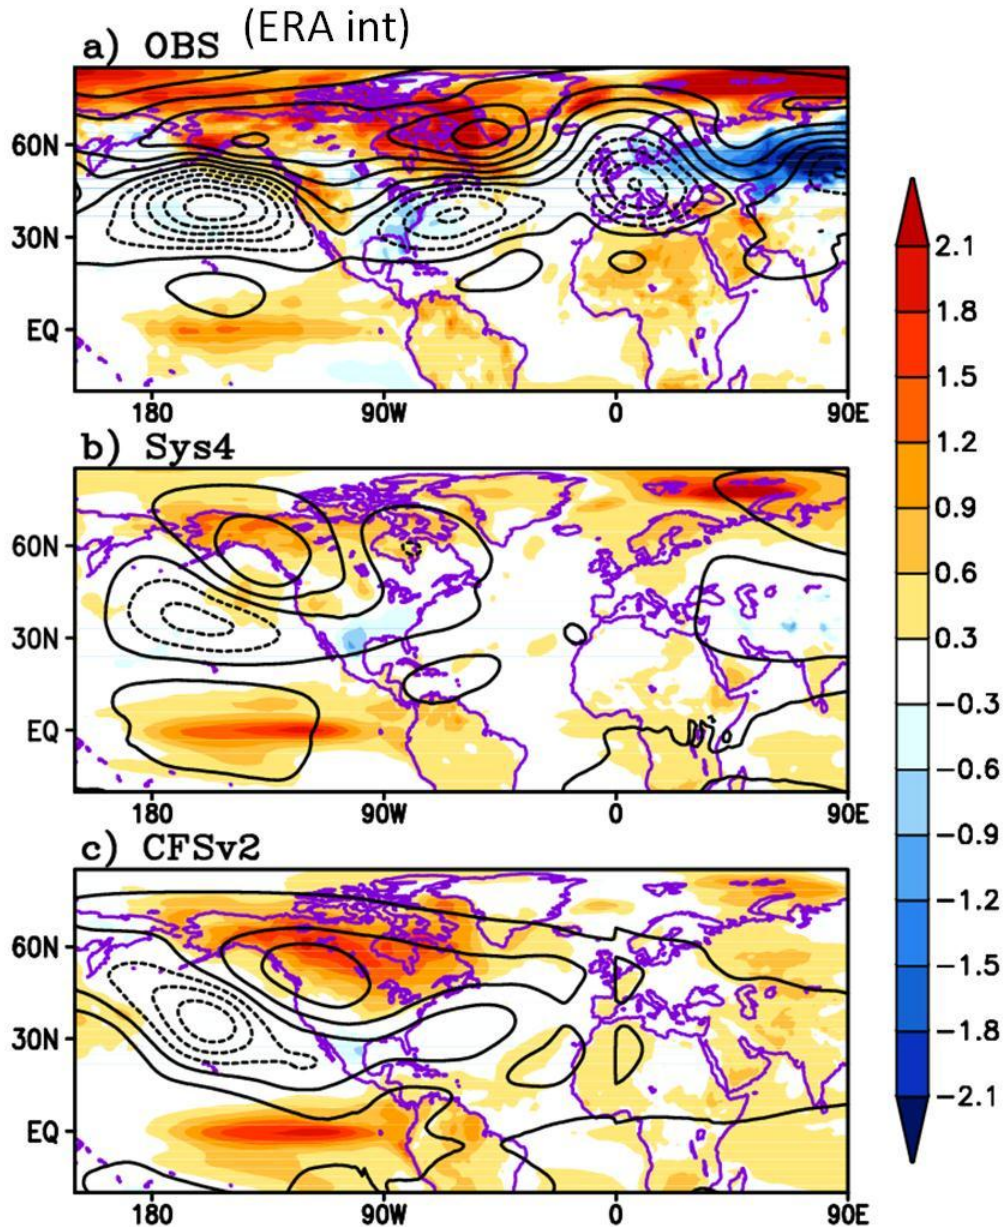 (ERA int)
a) OBS
60N
30N
EQ
180
90W
0
90E
b) Sys4
60N
30N
EQ
180
90W
0
90E
c) CFSv2
60N
30N
EQ
180
90W
0
90E
2.1
1.8
1.5
1.2
0.9
0.6
0.3
−0.3
−0.6
−0.9
−1.2
−1.5
−1.8
−2.1